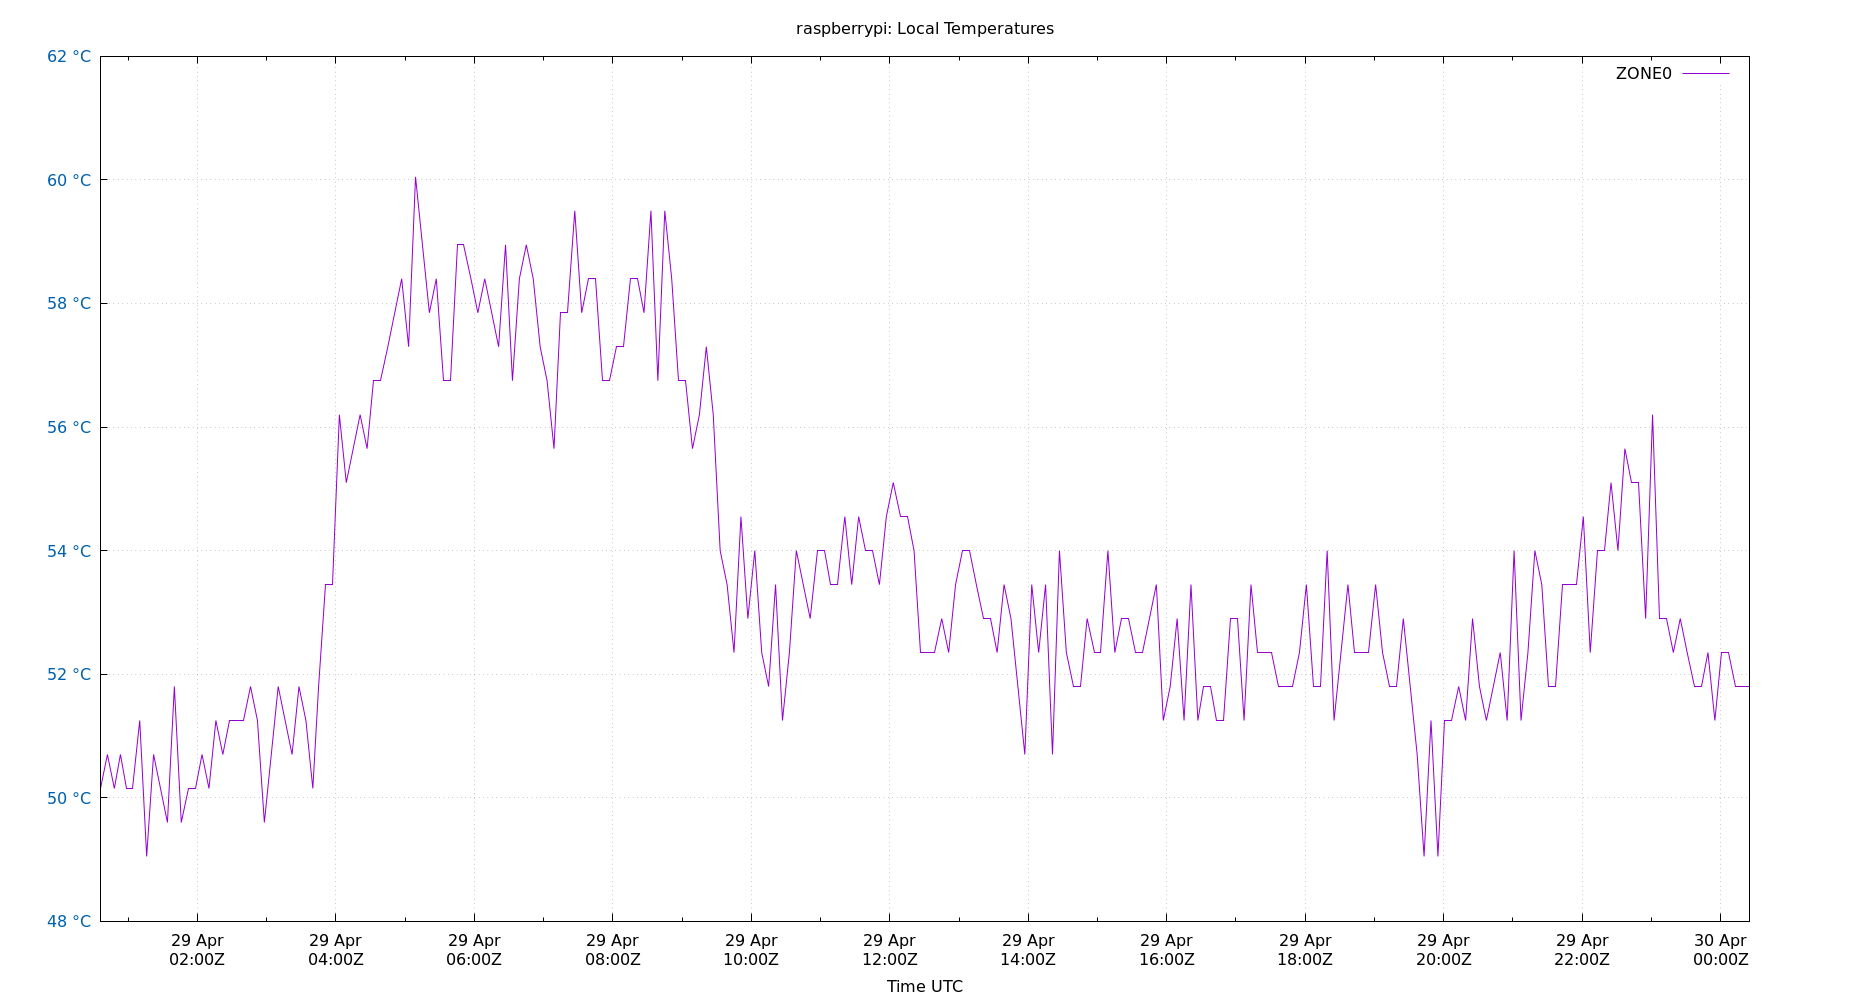 raspberrypi: Local Temperatures
62 °C
ZONE0
60 °C
58 °C
56 °C
54 °C
52 °C
50 °C
48 °C
29 Apr 29 Apr 29 Apr 29 Apr 29 Apr 29 Apr 29 Apr 29 Apr 29 Apr 29 Apr 29 Apr 30 Apr
02:00Z 04:00Z 06:00Z 08:00Z 10:00Z 12:00Z 14:00Z 16:00Z 18:00Z 20:00Z 22:00Z 00:00Z
Time UTC